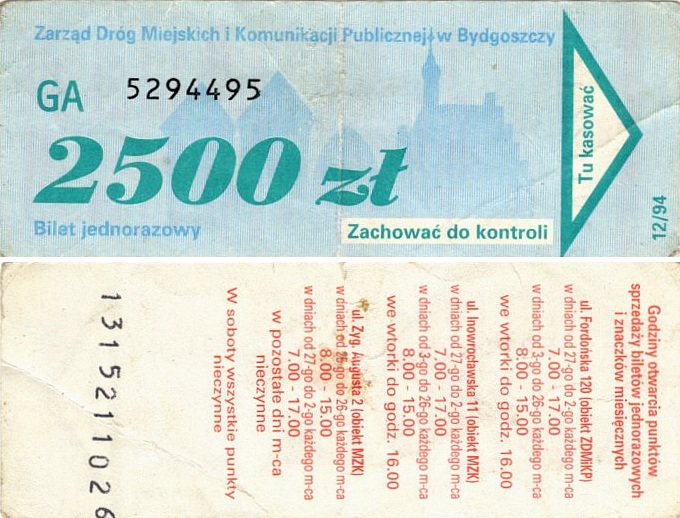 Zarząd Dróg Miejskich i Komunikacji Publicznej w Bydgoszczy
GA 5294495
2500 zł
Bilet jednorazowy
Zachować do kontroli
Tu kasować
12/94
Godziny otwarcia punktów
sprzedaży biletów jednorazowych
i znaczków miesięcznych
ul. Fordońska 120 (obiekt ZDMIKP)
w dniach od 27-go do 2-go każdego m-ca
7.00 - 17.00
w dniach od 3-go do 26-go każdego m-ca
8.00 - 15.00
we wtorki do godz. 16.00
ul. Inowrocławska 11 (obiekt MZK)
w dniach od 27-go do 2-go każdego m-ca
7.00 - 17.00
w dniach od 3-go do 26-go każdego m-ca
8.00 - 15.00
we wtorki do godz. 16.00
ul. Zyg. Augusta 2 (obiekt MZK)
w dniach od 25-go do 26-go każdego m-ca
8.00 - 15.00
w dniach od 27-go do 2-go każdego m-ca
7.00 - 17.00
w pozostałe dni m-ca
nieczynne
W soboty wszystkie punkty
nieczynne
1315211026